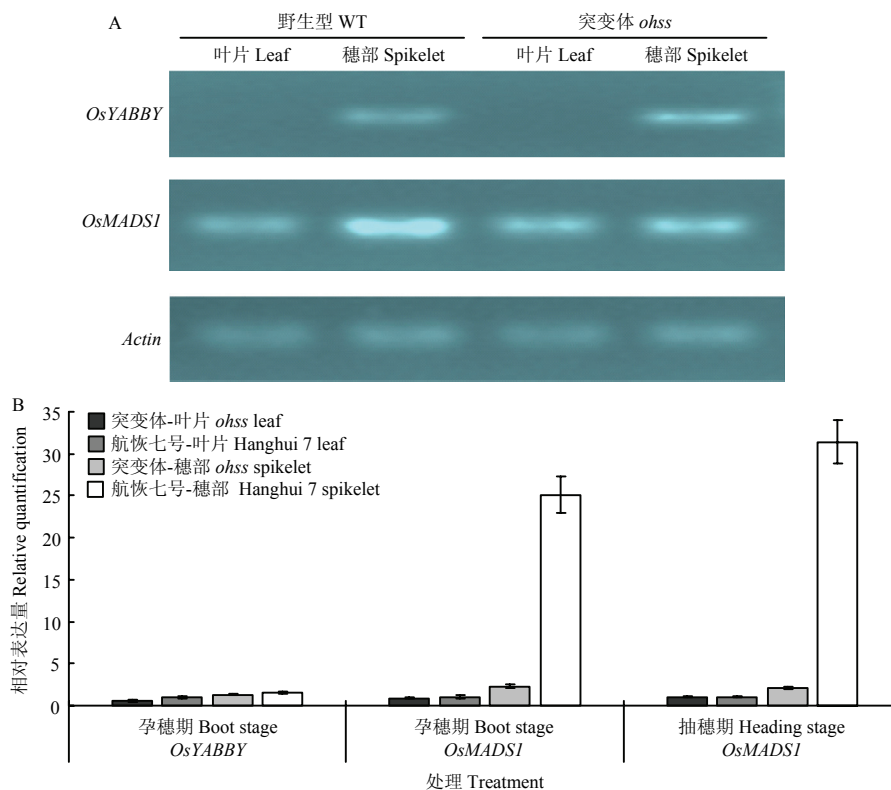 A
野生型 WT
突变体 ohss
叶片 Leaf
穗部 Spikelet
叶片 Leaf
穗部 Spikelet
OsYABBY
OsMADS1
Actin
B
35
30
25
20
15
10
5
0
相对表达量 Relative quantification
突变体-叶片 ohss leaf
航恢七号-叶片 Hanghui 7 leaf
突变体-穗部 ohss spikelet
航恢七号-穗部 Hanghui 7 spikelet
孕穗期 Boot stage
OsYABBY
孕穗期 Boot stage
OsMADS1
抽穗期 Heading stage
OsMADS1
处理 Treatment